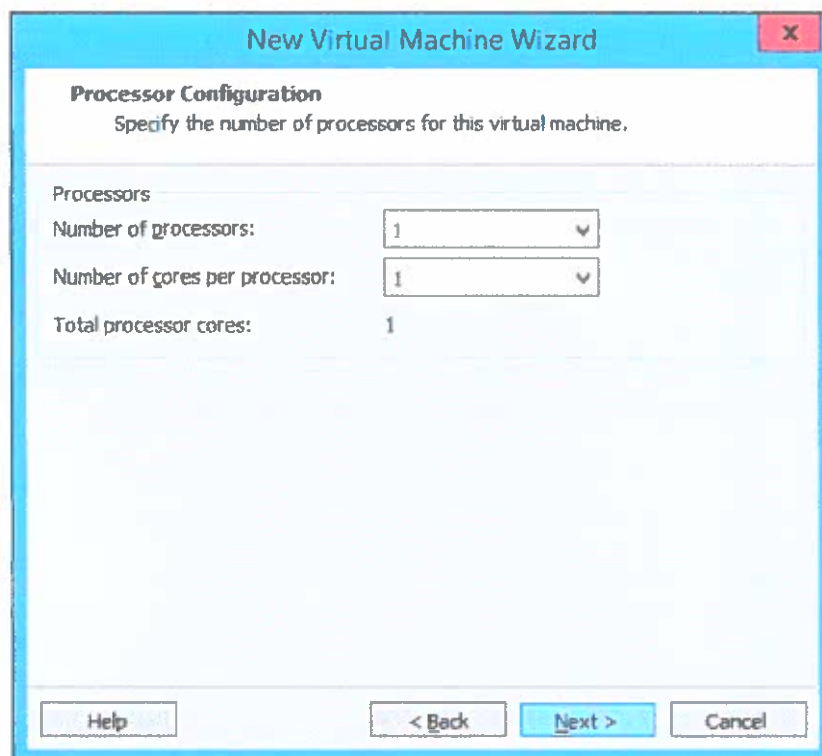 New Virtual Machine Wizard
x
Processor Configuration
Specify the number of processors for this virtual machine.
Processors
Number of processors: 1
Number of cores per processor: 1
Total processor cores: 1
Help < Back Next > Cancel